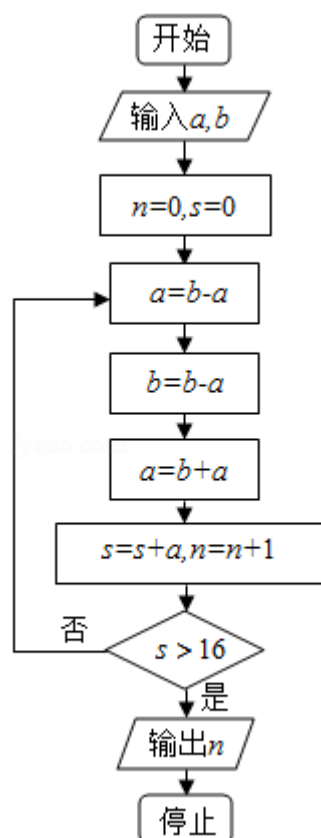 开始
输入a,b
n=0,s=0
a=b-a
b=b-a
a=b+a
s=s+a,n=n+1
s>16
否
是
输出n
停止